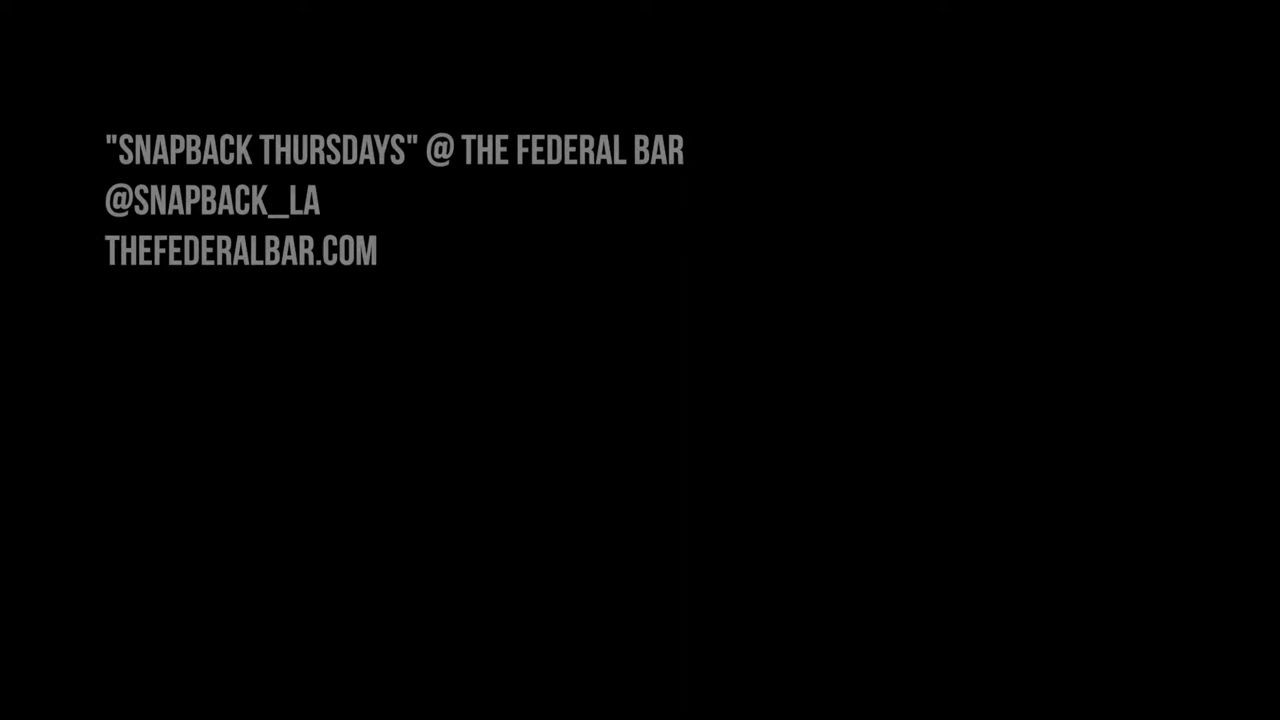 "SNAPBACK THURSDAYS" @ THE FEDERAL BAR
@SNAPBACK_LA
THEFEDERALBAR.COM